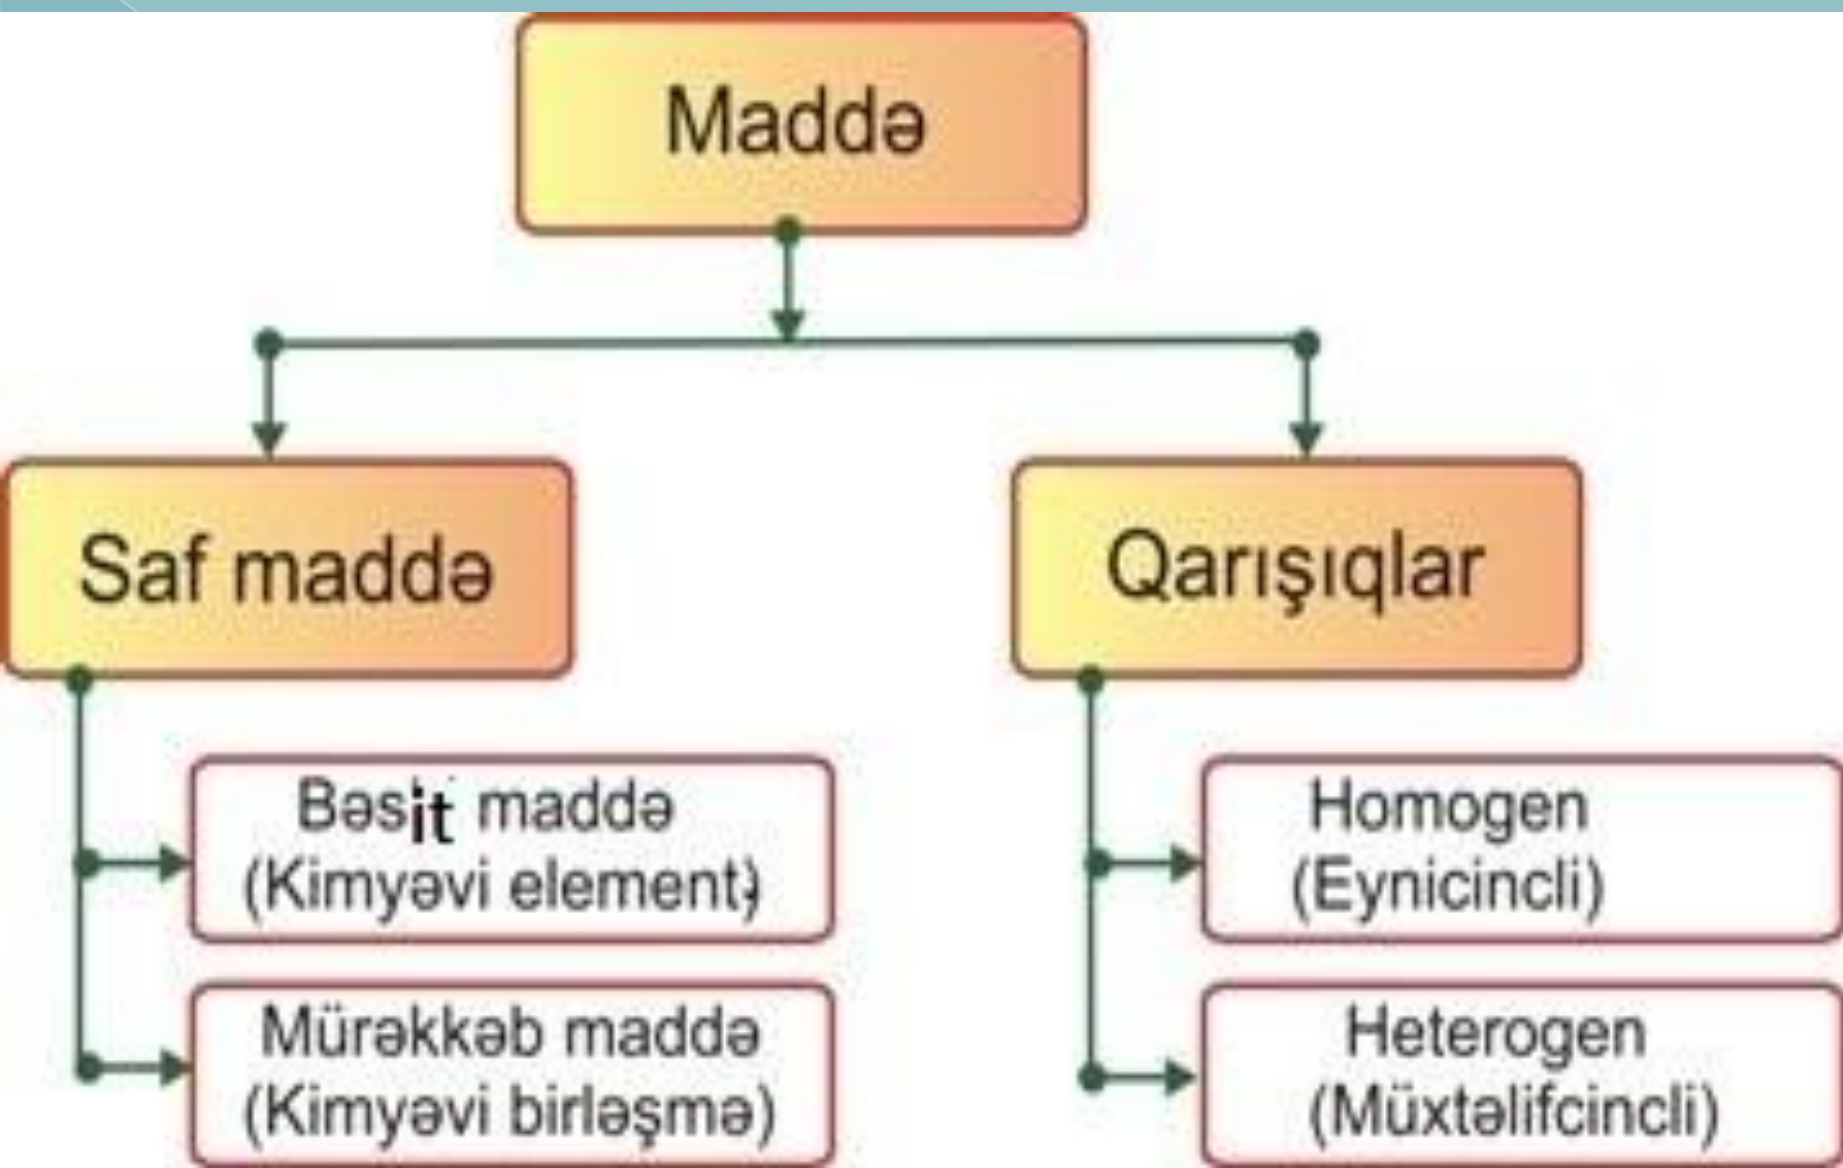 Maddə
Saf maddə
Qarışıqlar
Bəsit maddə
(Kimyəvi element)
Mürəkkəb maddə
(Kimyəvi birləşmə)
Homogen
(Eynicincli)
Heterogen
(Müxtəlifcincli)